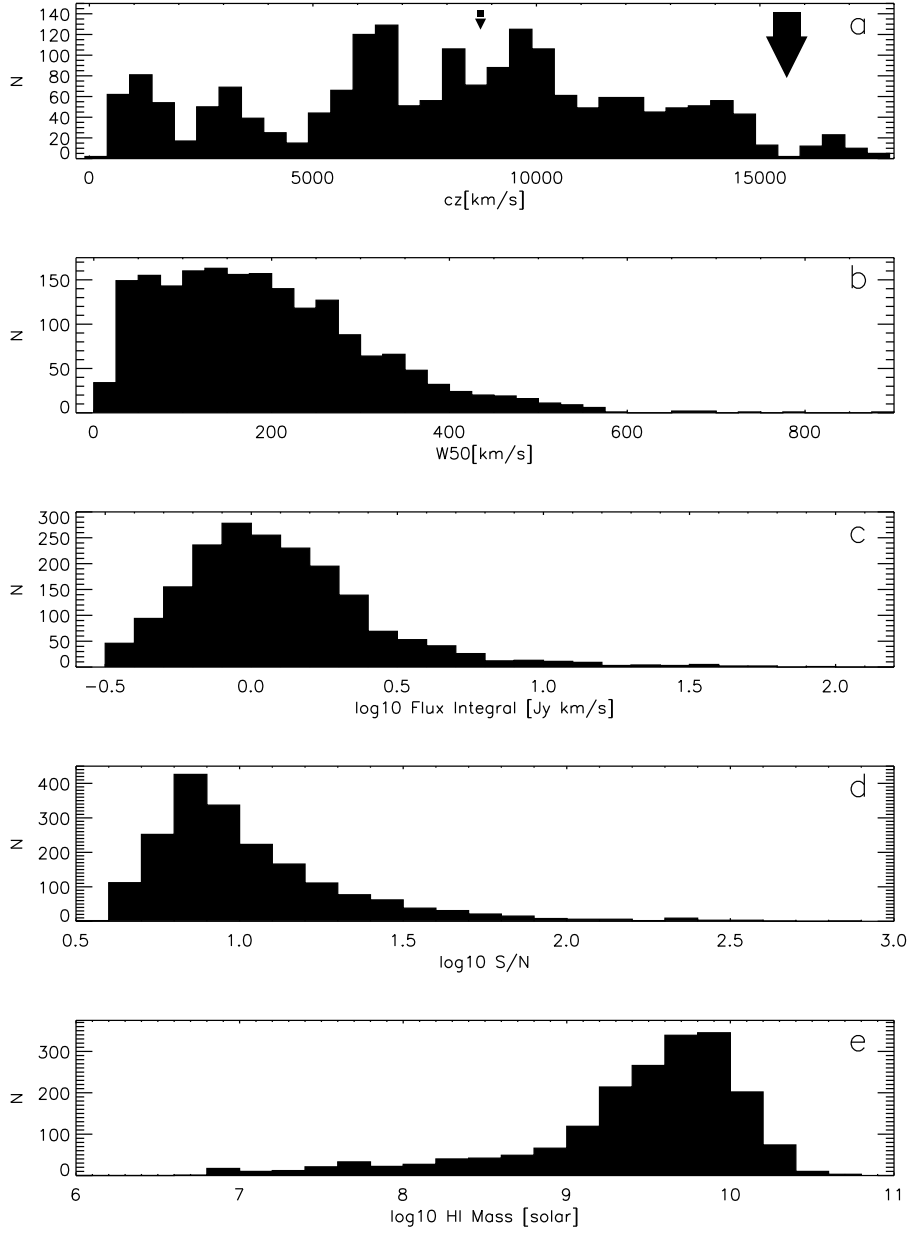 a
N
140
120
100
80
60
40
20
0
0 5000 10000 15000
cz[km/s]
b
N
150
100
50
0
0 200 400 600 800
W50[km/s]
c
N
300
250
200
150
100
50
0
−0.5 0.0 0.5 1.0 1.5 2.0
log10 Flux Integral [Jy km/s]
d
N
400
300
200
100
0
0.5 1.0 1.5 2.0 2.5 3.0
log10 S/N
e
N
300
200
100
0
6 7 8 9 10 11
log10 HI Mass [solar]